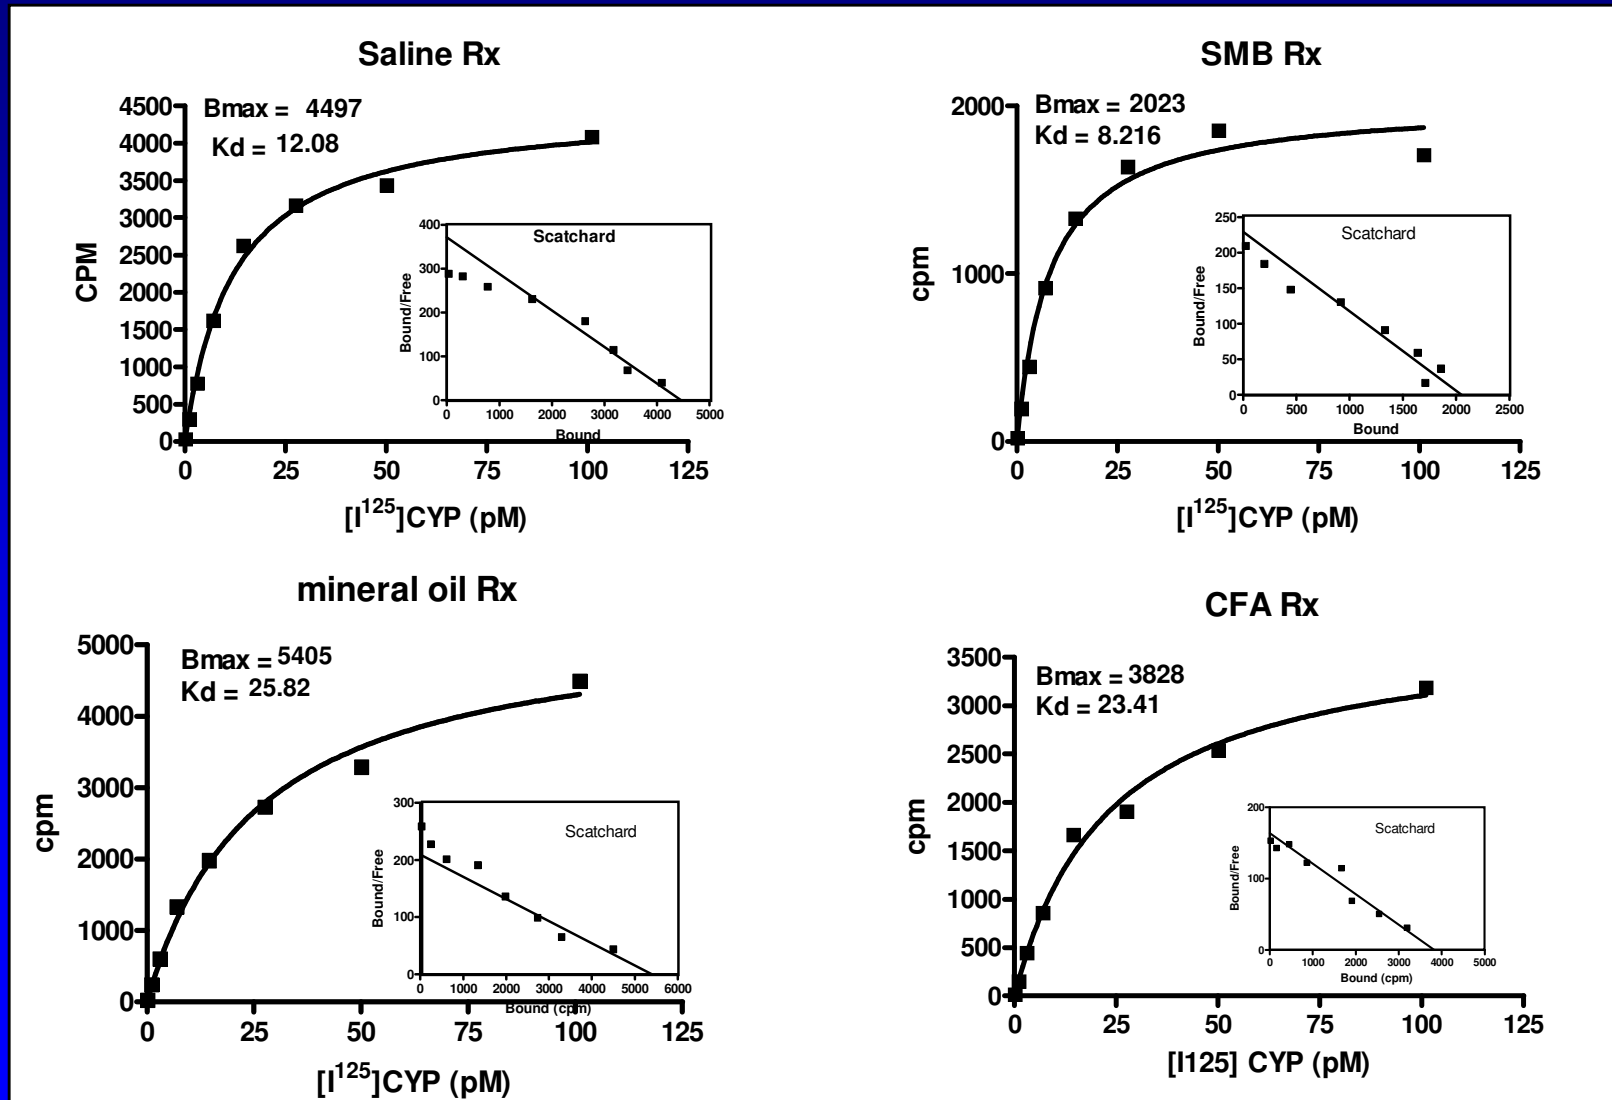 Saline Rx
Bmax = 4497
Kd = 12.08
4500
4000
3500
3000
2500
2000
1500
1000
500
0
CPM
0 25 50 75 100 125
[I125]CYP (pM)
Scatchard
400
300
200
100
0
Bound/Free
0 1000 2000 3000 4000 5000
Bound
SMB Rx
Bmax = 2023
Kd = 8.216
2000
1000
0
cpm
0 25 50 75 100 125
[I125]CYP (pM)
Scatchard
250
200
150
100
50
0
Bound/Free
0 500 1000 1500 2000 2500
Bound
mineral oil Rx
Bmax = 5405
Kd = 25.82
5000
4000
3000
2000
1000
0
cpm
0 25 50 75 100 125
[I125]CYP (pM)
Scatchard
300
200
100
0
Bound/Free
0 1000 2000 3000 4000 5000 6000
Bound (cpm)
CFA Rx
Bmax = 3828
Kd = 23.41
3500
3000
2500
2000
1500
1000
500
0
cpm
0 25 50 75 100 125
[I125] CYP (pM)
Scatchard
200
100
0
Bound/Free
0 1000 2000 3000 4000 5000
Bound (cpm)